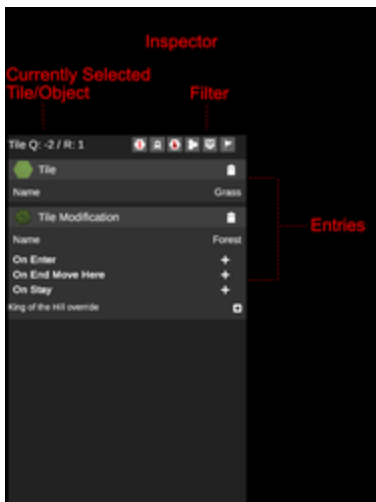 Inspector
Currently Selected
Tile/Object
Filter
Tile Q: -2 / R: 1
Tile
Name Grass
Entries
Tile Modification
Name Forest
On Enter +
On End Move Here +
On Stay +
King of the Hill override